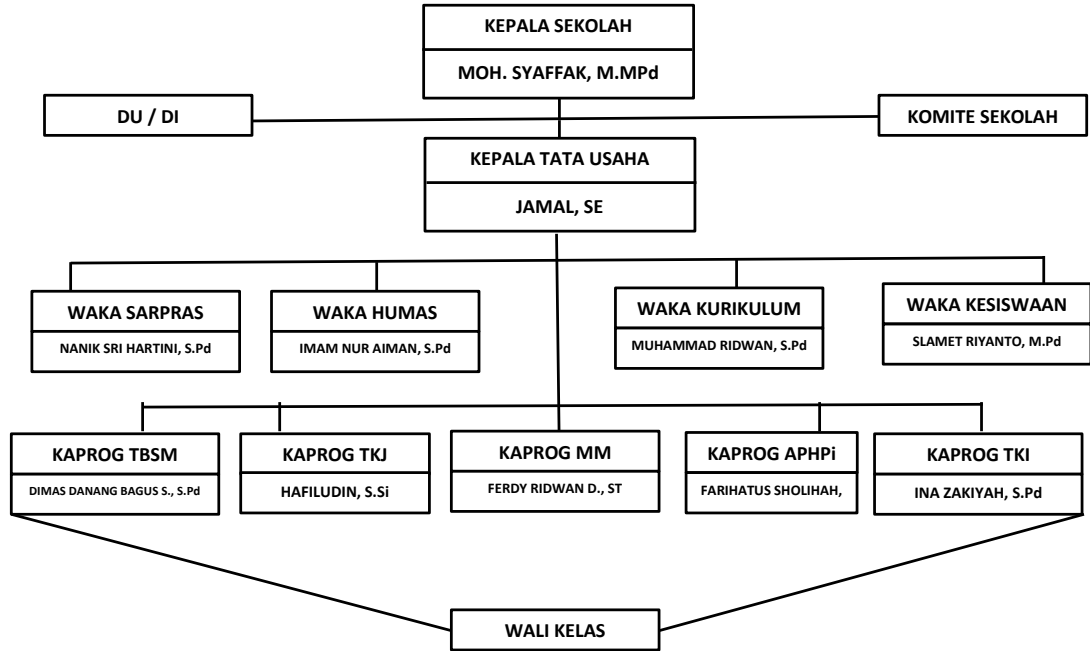 KEPALA SEKOLAH
MOH. SYAFFAK, M.MPd
DU / DI
KOMITE SEKOLAH
KEPALA TATA USAHA
JAMAL, SE
WAKA SARPRAS
NANIK SRI HARTINI, S.Pd
WAKA HUMAS
IMAM NUR AIMAN, S.Pd
WAKA KURIKULUM
MUHAMMAD RIDWAN, S.Pd
WAKA KESISWAAN
SLAMET RIYANTO, M.Pd
KAPROG TBSM
DIMAS DANANG BAGUS S., S.Pd
KAPROG TKJ
HAFILUDIN, S.Si
KAPROG MM
FERDY RIDWAN D., ST
KAPROG APHPi
FARIHATUS SHOLIHAH,
KAPROG TKI
INA ZAKIYAH, S.Pd
WALI KELAS